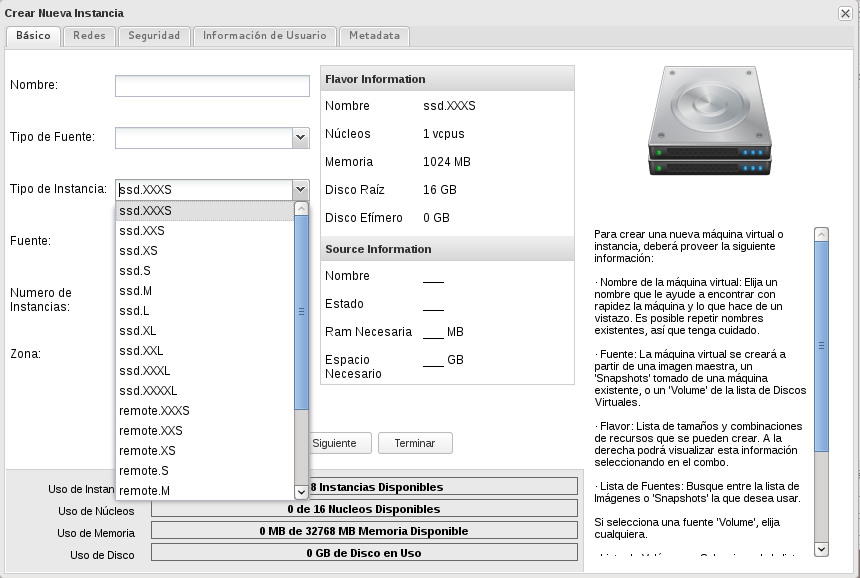 Crear Nueva Instancia
Básico
Redes
Seguridad
Información de Usuario
Metadata
Nombre:
Tipo de Fuente:
Tipo de Instancia:
ssd.XXXS
ssd.XXXS
ssd.XXS
ssd.XS
ssd.S
ssd.M
ssd.L
ssd.XL
ssd.XXL
ssd.XXXL
ssd.XXXXL
remote.XXXS
remote.XXS
remote.XS
remote.S
remote.M
Fuente:
Numero de
Instancias:
Zona:
Flavor Information
Nombre ssd.XXXS
Núcleos 1 vcpus
Memoria 1024 MB
Disco Raíz 16 GB
Disco Efímero 0 GB
Source Information
Nombre ___
Estado ___
Ram Necesaria ___ MB
Espacio ___ GB
Necesario
Siguiente
Terminar
Uso de Instan
8 Instancias Disponibles
Uso de Núcleos
0 de 16 Nucleos Disponibles
Uso de Memoria
0 MB de 32768 MB Memoria Disponible
Uso de Disco
0 GB de Disco en Uso
Para crear una nueva máquina virtual o
instancia, deberá proveer la siguiente
información:
· Nombre de la máquina virtual: Elija un
nombre que le ayude a encontrar con
rapidez la máquina y lo que hace de un
vistazo. Es posible repetir nombres
existentes, así que tenga cuidado.
· Fuente: La máquina virtual se creará a
partir de una imagen maestra, un
'Snapshots' tomado de una máquina
existente, o un 'Volume' de la lista de Discos
Virtuales.
· Flavor: Lista de tamaños y combinaciones
de recursos que se pueden crear. A la
derecha podrá visualizar esta información
seleccionando en el combo.
· Lista de Fuentes: Busque entre la lista de
Imágenes o 'Snapshots' la que desea usar.
Si selecciona una fuente 'Volume', elija
cualquiera.